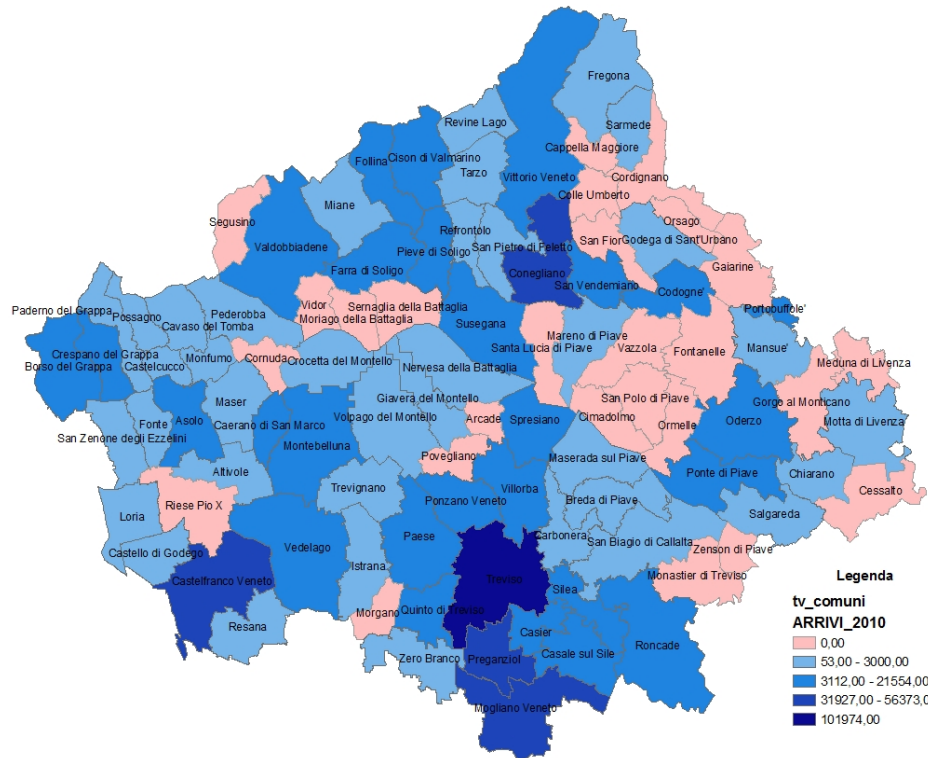 Fregona
Revine Lago
Sarmede
Cappella Maggiore
Follina
Cison di Valmarino
Tarzo
Vittorio Veneto
Cordignano
Colle Umberto
Miane
Segusino
Orsago
Refrontolo
San Fior
Godega di Sant'Urbano
Valdobbiadene
San Pietro di Feletto
Pieve di Soligo
Conegliano
Gaiarine
Farra di Soligo
San Vendemiano
Codogne'
Vidor
Semaglia della Battaglia
Portobuffole'
Paderno del Grappa
Pederobba
Moriago della Battaglia
Possagno
Susegana
Mareno di Piave
Cavaso del Tomba
Santa Lucia di Piave
Vazzola
Fontanelle
Mansue'
Crespano del Grappa
Monfumo
Cornuda
Crocetta del Montello
Meduna di Livenza
Borso del Grappa
Castelcucco
Nervesa della Battaglia
Maser
Giavera del Montello
San Polo di Piave
Gorgo al Monticano
Fonte
Asolo
Caerano di San Marco
Volpago del Montello
Arcade
Spresiano
Cimadolmo
Ormelle
Oderzo
Motta di Livenza
San Zenone degli Ezzelini
Montebelluna
Povegliano
Maserada sul Piave
Altivole
Ponte di Piave
Chiarano
Trevignano
Villorba
Cessalto
Riese Pio X
Ponzano Veneto
Breda di Piave
Loria
Salgareda
Paese
Carbonera
San Biagio di Callalta
Castello di Godego
Vedelago
Zenson di Piave
Istrana
Castelfranco Veneto
Treviso
Silea
Monastier di Treviso
Morgano
Quinto di Treviso
Resana
Casier
Roncade
Zero Branco
Preganziol
Casale sul Sile
Mogliano Veneto
Legenda
tv_comuni
ARRIVI_2010
0,00
53,00 - 3000,00
3112,00 - 21554,00
31927,00 - 56373,0
101974,00